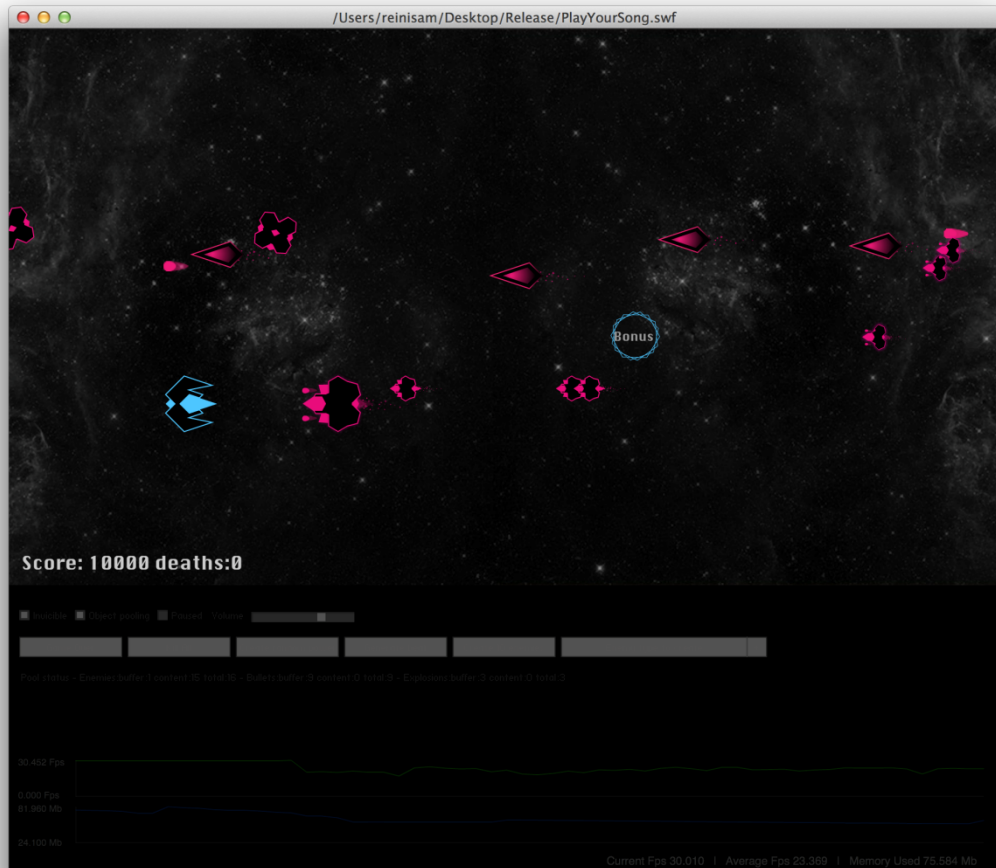 /Users/reinisam/Desktop/Release/PlayYourSong.swf
Bonus
Score: 10000 deaths:0
Invicible Object pooling Paused Volume
Pool status - Enemies buffer:1 content:15 total:16 - Bullets buffer:9 content:0 total:9 - Explosions buffer:3 content:0 total:3
30.452 Fps
0.000 Fps
81.980 Mb
24.100 Mb
Current Fps 30.010 | Average Fps 23.369 | Memory Used 75.584 Mb